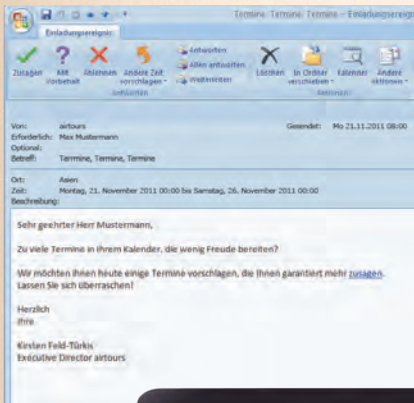 Termine, Termine, Termine – Einladungsereign
Einladungsereignis
Zusagen
Mit Vorbehalt
Ablehnen
Andere Zeit
vorschlagen
Antworten
Allen antworten
Weiterleiten
Antworten
Löschen
In Ordner
verschieben
Kalender
Andere
Aktionen
Aktionen
Von: airtours Gesendet: Mo 21.11.2011 08:00
Erforderlich: Max Mustermann
Optional:
Betreff: Termine, Termine, Termine
Ort: Asien
Zeit: Montag, 21. November 2011 00:00 bis Samstag, 26. November 2011 00:00
Beschreibung:
Sehr geehrter Herr Mustermann,
Zu viele Termine in Ihrem Kalender, die wenig Freude bereiten?
Wir möchten Ihnen heute einige Termine vorschlagen, die Ihnen garantiert mehr zusagen.
Lassen Sie sich überraschen!
Herzlich
Ihre
Kirsten Feld-Türkis
Executive Director airtours